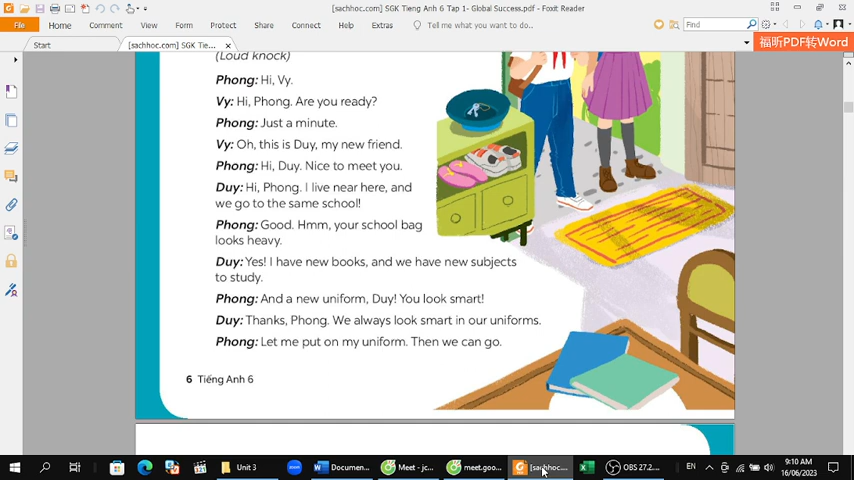 [sachhoc.com] SGK Tieng Anh 6 Tap 1- Global Success.pdf - Foxit Reader
File Home Comment View Form Protect Share Connect Help Extras Tell me what you want to do... Find
Start [sachhoc.com] SGK Tie...
福昕PDF转Word
(Loud knock)
Phong: Hi, Vy.
Vy: Hi, Phong. Are you ready?
Phong: Just a minute.
Vy: Oh, this is Duy, my new friend.
Phong: Hi, Duy. Nice to meet you.
Duy: Hi, Phong. I live near here, and
we go to the same school!
Phong: Good. Hmm, your school bag
looks heavy.
Duy: Yes! I have new books, and we have new subjects
to study.
Phong: And a new uniform, Duy! You look smart!
Duy: Thanks, Phong. We always look smart in our uniforms.
Phong: Let me put on my uniform. Then we can go.
6 Tiếng Anh 6
Unit 3 Documen... Meet - jc... meet.goo... [sachhoc... OBS 27.2.... EN 9:10 AM
16/06/2023